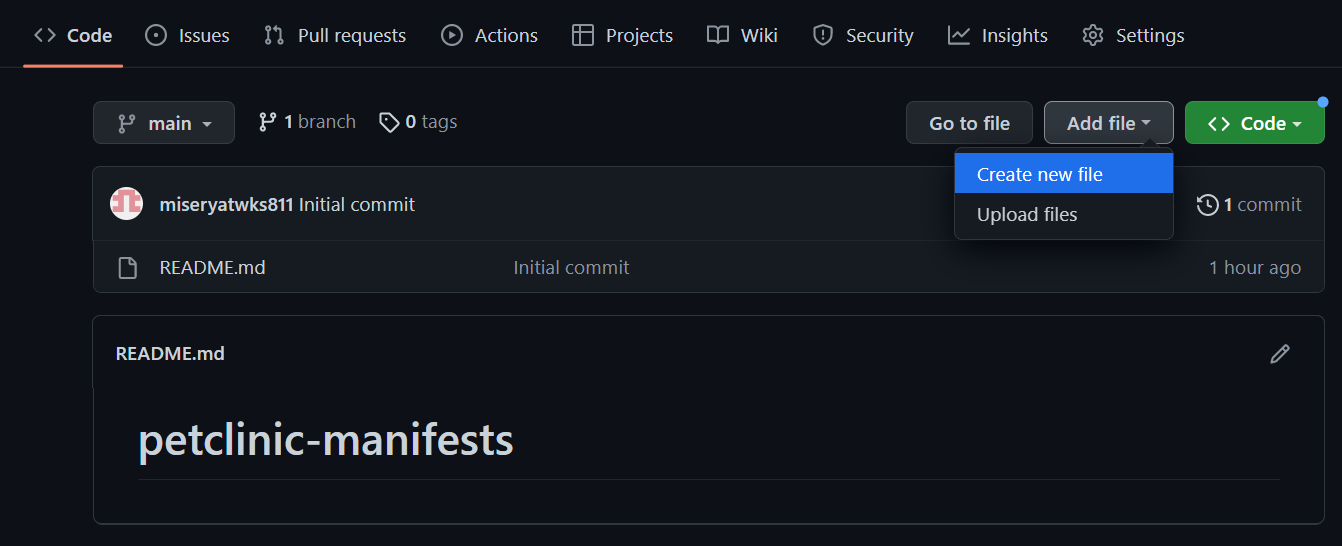 Code Issues Pull requests Actions Projects Wiki Security Insights Settings
main 1 branch 0 tags Go to file Add file Code
Create new file
Upload files
miseryatwks811 Initial commit 1 commit
README.md Initial commit 1 hour ago
README.md
petclinic-manifests